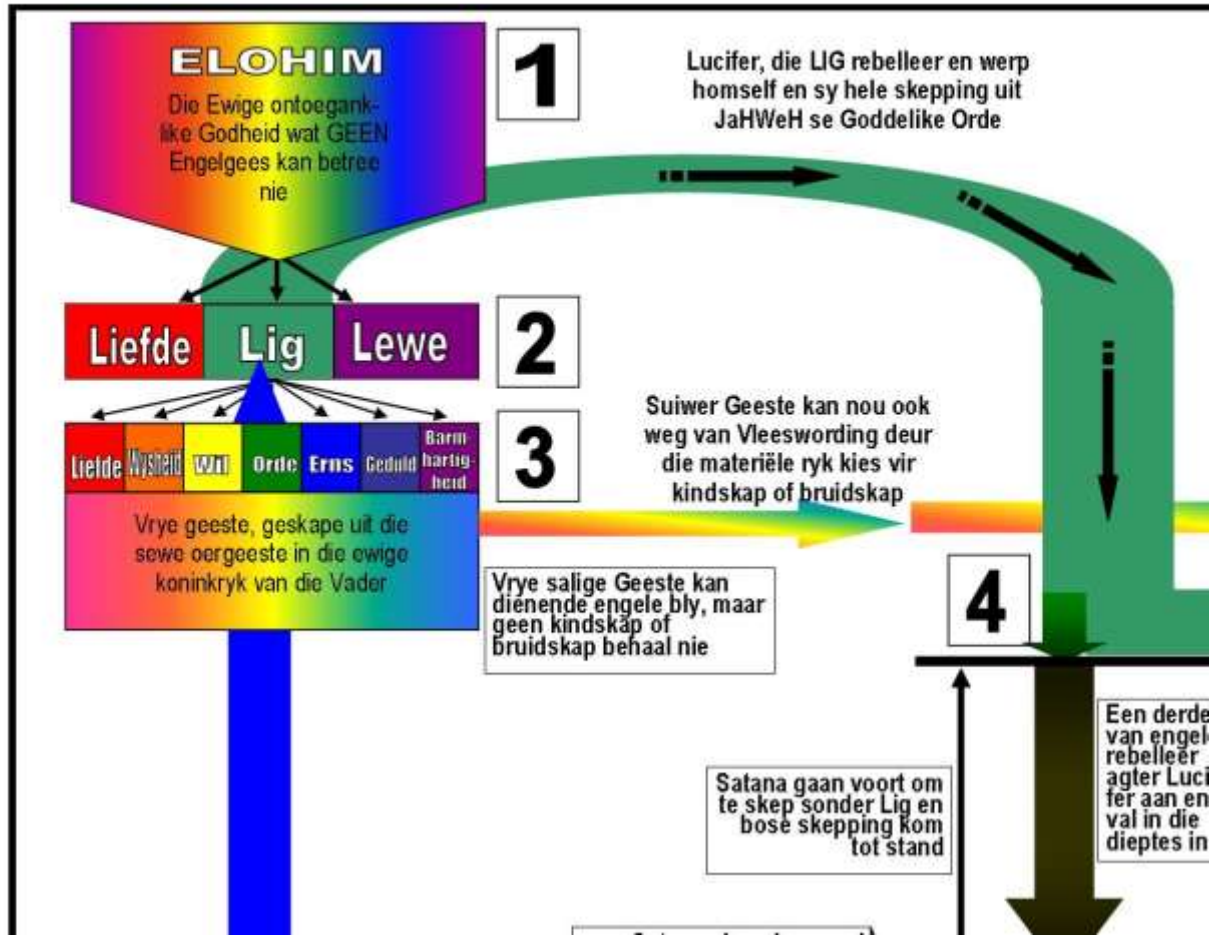 ELOHIM
Die Ewige ontoegank-
like Godheid wat GEEN
Engelgees kan betree
nie
1
Lucifer, die LIG rebelleer en werp
homself en sy hele skepping uit
JaHWeH se Goddelike Orde
Liefde Lig Lewe
2
Liefde Wysheid Wil Orde Erns Geduld Barm-
hartig-
heid
3
Vrye geeste, geskape uit die
sewe oergeeste in die ewige
koninkryk van die Vader
Suiwer Geeste kan nou ook
weg van Vleeswording deur
die materiële ryk kies vir
kindskap of bruidskap
Vrye salige Geeste kan
dienende engele bly, maar
geen kindskap of
bruidskap behaal nie
4
Satana gaan voort om
te skep sonder Lig en
bose skepping kom
tot stand
Een derde
van engel
rebelleer
agter Luci
fer aan en
val in die
dieptes in